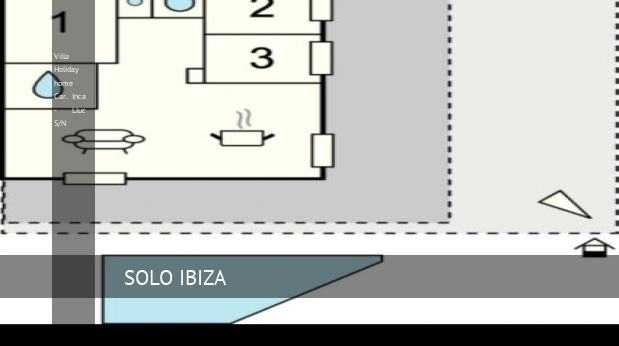 1
2
3
Villa
Holiday
home
Car. Inca
Lluc
S/N
SOLO IBIZA